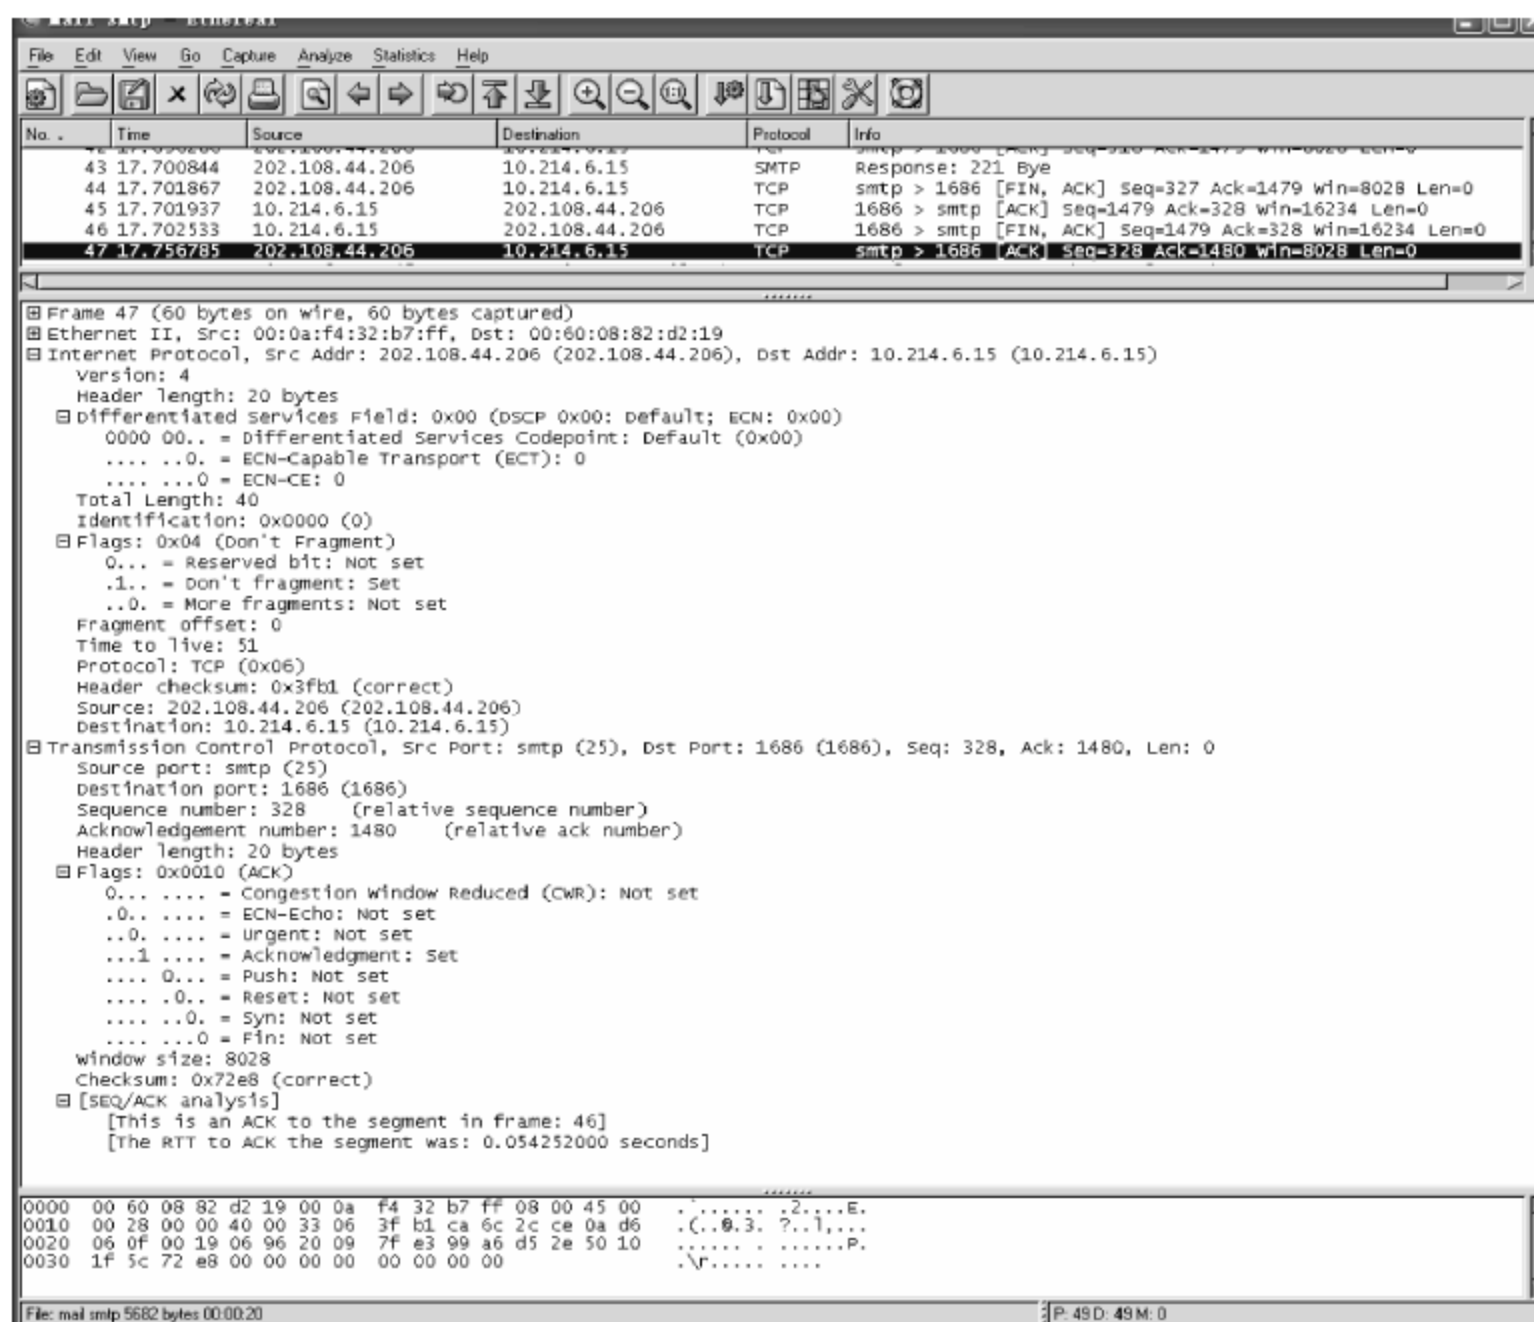 mail smtp - Ethereal
File Edit View Go Capture Analyze Statistics Help
No. . Time Source Destination Protocol Info
43 17.700844 202.108.44.206 10.214.6.15 SMTP Response: 221 Bye
44 17.701867 202.108.44.206 10.214.6.15 TCP smtp > 1686 [FIN, ACK] Seq=327 Ack=1479 Win=8028 Len=0
45 17.701937 10.214.6.15 202.108.44.206 TCP 1686 > smtp [ACK] Seq=1479 Ack=328 Win=16234 Len=0
46 17.702533 10.214.6.15 202.108.44.206 TCP 1686 > smtp [FIN, ACK] Seq=1479 Ack=328 Win=16234 Len=0
47 17.756785 202.108.44.206 10.214.6.15 TCP smtp > 1686 [ACK] Seq=328 Ack=1480 Win=8028 Len=0
Frame 47 (60 bytes on wire, 60 bytes captured)
Ethernet II, Src: 00:0a:f4:32:b7:ff, Dst: 00:60:08:82:d2:19
Internet Protocol, Src Addr: 202.108.44.206 (202.108.44.206), Dst Addr: 10.214.6.15 (10.214.6.15)
Version: 4
Header length: 20 bytes
Differentiated Services Field: 0x00 (DSCP 0x00: Default; ECN: 0x00)
0000 00.. = Differentiated Services Codepoint: Default (0x00)
.... ..0. = ECN-Capable Transport (ECT): 0
.... ...0 = ECN-CE: 0
Total Length: 40
Identification: 0x0000 (0)
Flags: 0x04 (Don't Fragment)
0... = Reserved bit: Not set
.1.. = Don't fragment: Set
..0. = More fragments: Not set
Fragment offset: 0
Time to live: 51
Protocol: TCP (0x06)
Header checksum: 0x3fb1 (correct)
Source: 202.108.44.206 (202.108.44.206)
Destination: 10.214.6.15 (10.214.6.15)
Transmission Control Protocol, Src Port: smtp (25), Dst Port: 1686 (1686), Seq: 328, Ack: 1480, Len: 0
Source port: smtp (25)
Destination port: 1686 (1686)
Sequence number: 328 (relative sequence number)
Acknowledgement number: 1480 (relative ack number)
Header length: 20 bytes
Flags: 0x0010 (ACK)
0... .... = Congestion Window Reduced (CWR): Not set
.0.. .... = ECN-Echo: Not set
..0. .... = Urgent: Not set
...1 .... = Acknowledgment: Set
.... 0... = Push: Not set
.... .0.. = Reset: Not set
.... ..0. = Syn: Not set
.... ...0 = Fin: Not set
Window size: 8028
Checksum: 0x72e8 (correct)
[SEQ/ACK analysis]
[This is an ACK to the segment in frame: 46]
[The RTT to ACK the segment was: 0.054252000 seconds]
0000 00 60 08 82 d2 19 00 0a f4 32 b7 ff 08 00 45 00 .`...... .2....E.
0010 00 28 00 00 40 00 33 06 3f b1 ca 6c 2c ce 0a d6 .(..@.3. ?..l,...
0020 06 0f 00 19 06 96 20 09 7f e3 99 a6 d5 2e 50 10 ...... . ......P.
0030 1f 5c 72 e8 00 00 00 00 00 00 00 00 .\r..... ....
File: mail smtp 5682 bytes 00:00:20 P: 49 D: 49 M: 0